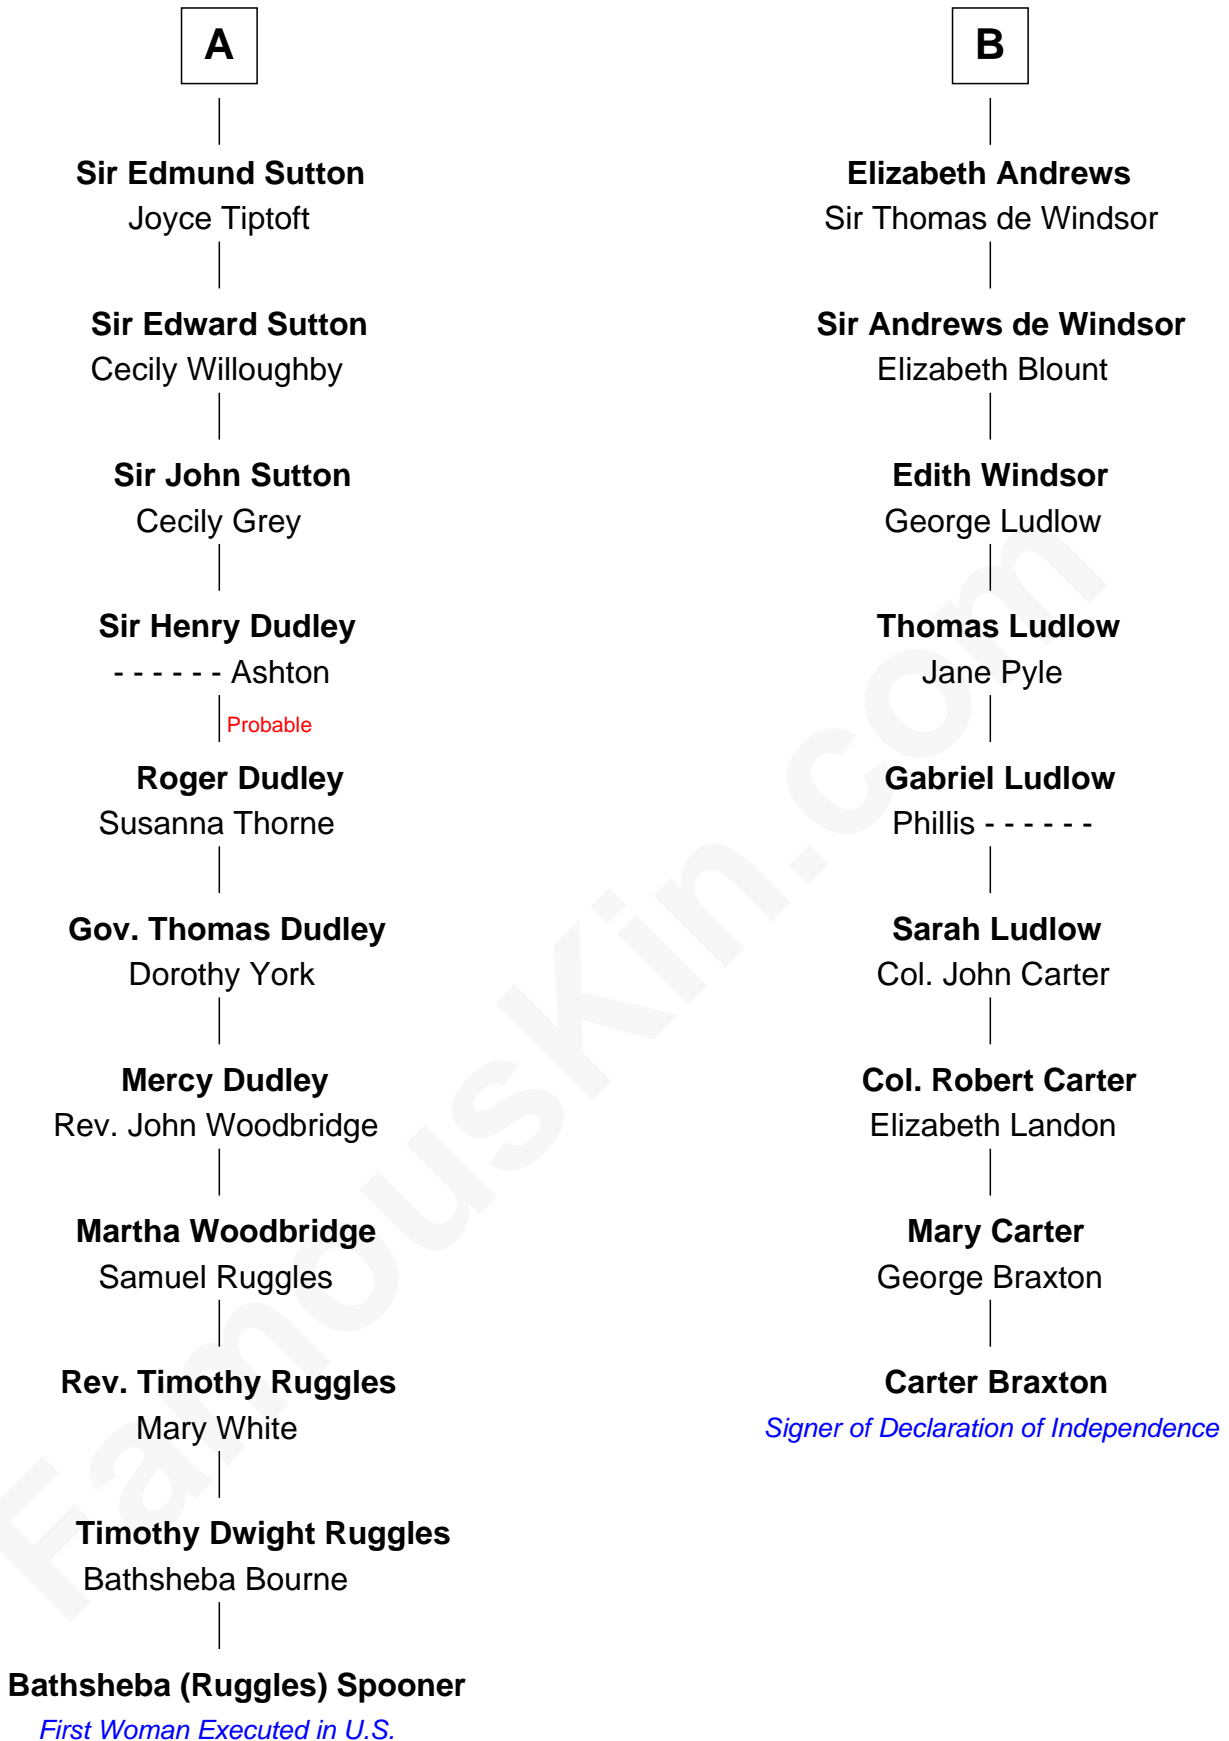 A
Sir Edmund Sutton
Joyce Tiptoft
Sir Edward Sutton
Cecily Willoughby
Sir John Sutton
Cecily Grey
Sir Henry Dudley
- - - - - - Ashton
Probable
Roger Dudley
Susanna Thorne
Gov. Thomas Dudley
Dorothy York
Mercy Dudley
Rev. John Woodbridge
Martha Woodbridge
Samuel Ruggles
Rev. Timothy Ruggles
Mary White
Timothy Dwight Ruggles
Bathsheba Bourne
Bathsheba (Ruggles) Spooner
First Woman Executed in U.S.
B
Elizabeth Andrews
Sir Thomas de Windsor
Sir Andrews de Windsor
Elizabeth Blount
Edith Windsor
George Ludlow
Thomas Ludlow
Jane Pyle
Gabriel Ludlow
Phillis - - - - - -
Sarah Ludlow
Col. John Carter
Col. Robert Carter
Elizabeth Landon
Mary Carter
George Braxton
Carter Braxton
Signer of Declaration of Independence
FamousKin.com